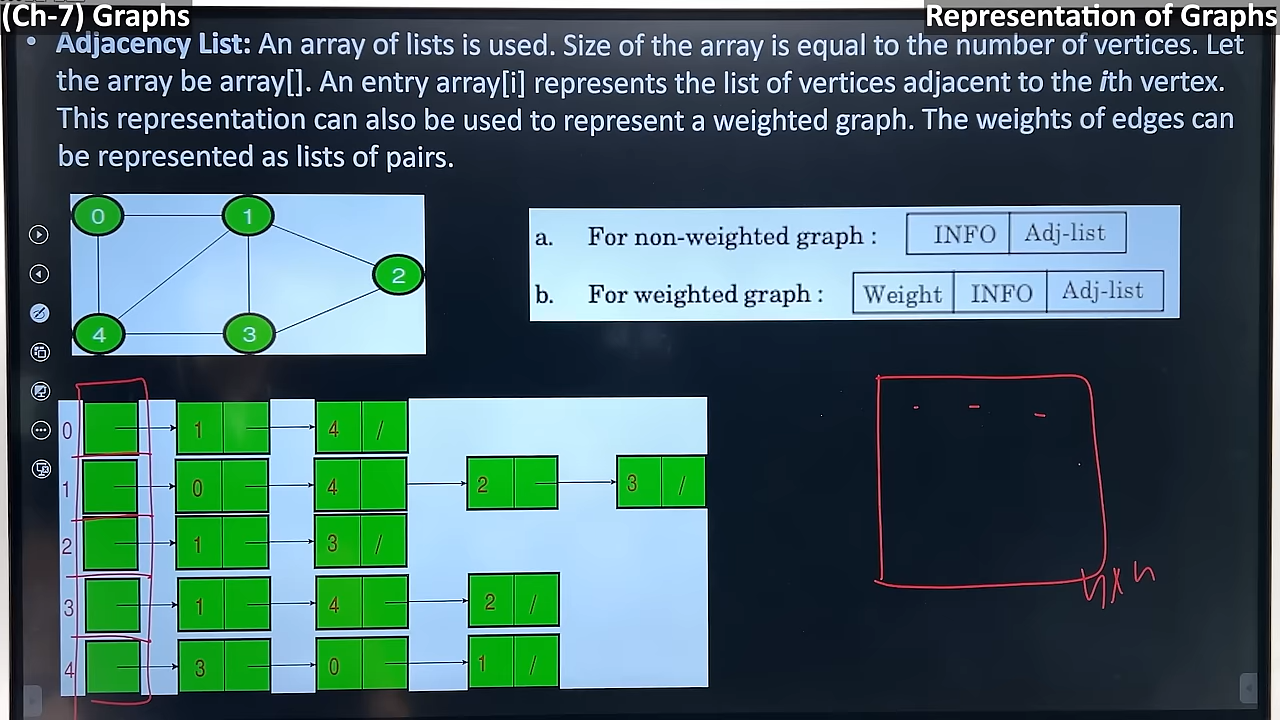 (Ch-7) Graphs
Representation of Graphs
• Adjacency List: An array of lists is used. Size of the array is equal to the number of vertices. Let
the array be array[]. An entry array[i] represents the list of vertices adjacent to the ith vertex.
This representation can also be used to represent a weighted graph. The weights of edges can
be represented as lists of pairs.
0 1
2
4 3
a. For non-weighted graph : INFO Adj-list
b. For weighted graph : Weight INFO Adj-list
0 1 4 /
1 0 4 2 3 /
2 1 3 /
3 1 4 2 /
4 3 0 1 /
n x n